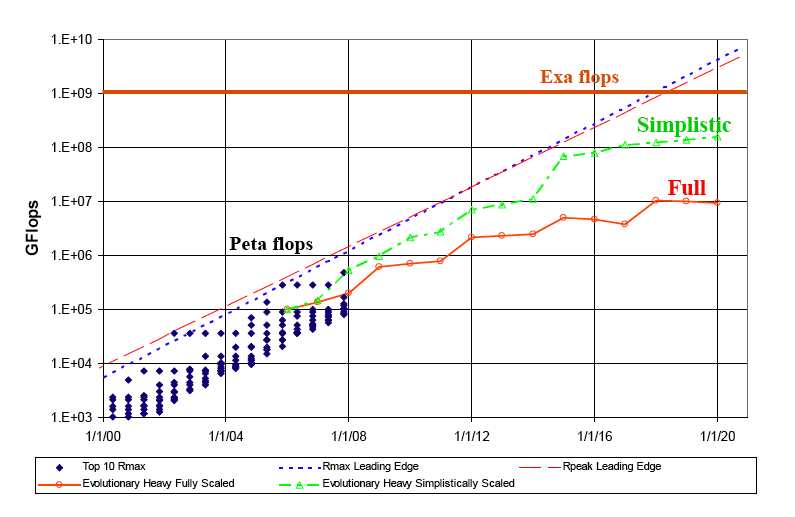 1.E+10
Exa flops
1.E+09
Simplistic
1.E+08
Full
1.E+07
Peta flops
1.E+06
1.E+05
1.E+04
1.E+03
GFlops
1/1/00 1/1/04 1/1/08 1/1/12 1/1/16 1/1/20
Top 10 Rmax Rmax Leading Edge Rpeak Leading Edge
Evolutionary Heavy Fully Scaled Evolutionary Heavy Simplistically Scaled